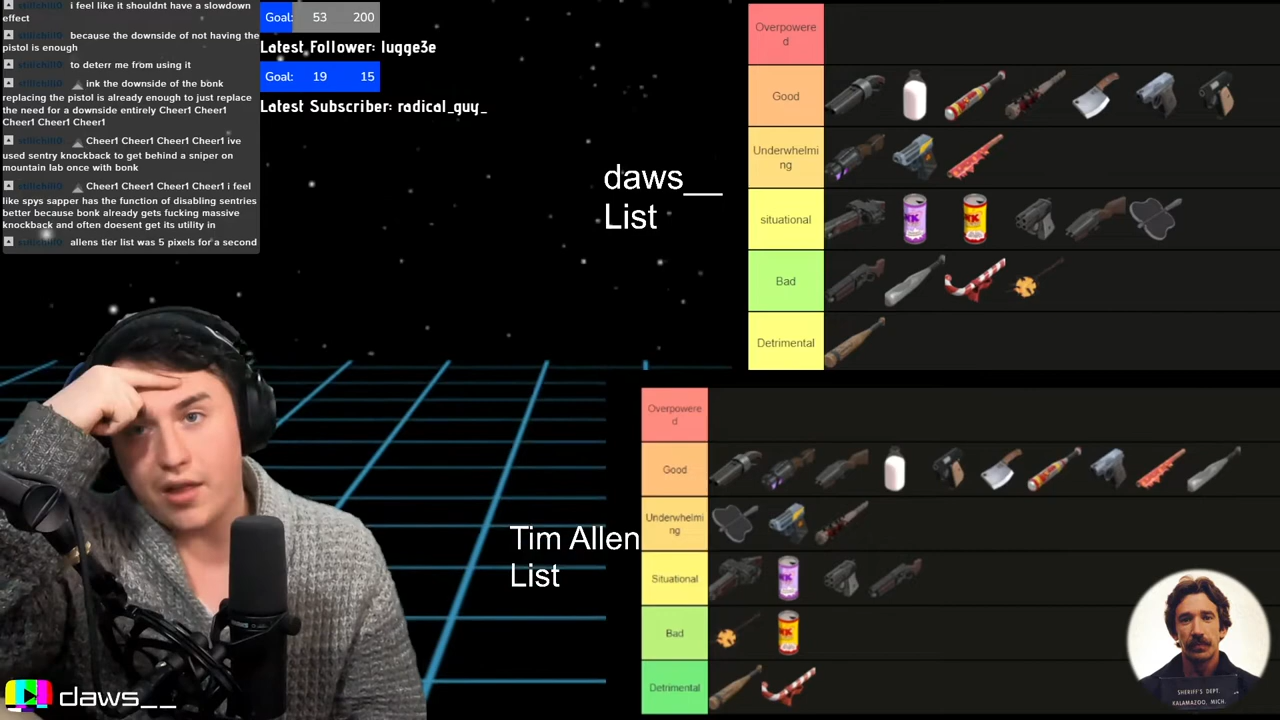 i feel like it shouldnt have a slowdown
effect
because the downside of not having the
pistol is enough
to deterr me from using it
ink the downside of the bonk
replacing the pistol is already enough to just replace
the need for a downside entirely Cheer1 Cheer1
Cheer1 Cheer1 Cheer1
Cheer1 Cheer1 Cheer1 Cheer1 ive
used sentry knockback to get behind a sniper on
mountain lab once with bonk
Cheer1 Cheer1 Cheer1 Cheer1 i feel
like spys sapper has the function of disabling sentries
better because bonk already gets fucking massive
knockback and often doesent get its utility in
allens tier list was 5 pixels for a second
Goal: 53 200
Latest Follower: lugge3e
Goal: 19 15
Latest Subscriber: radical_guy_
daws__
List
Overpowere
d
Good
Underwhelmi
ng
situational
Bad
Detrimental
Tim Allen
List
Overpowere
d
Good
Underwhelmi
ng
Situational
Bad
Detrimental
SHERIFF'S DEPT.
KALAMAZOO, MICH.
daws__